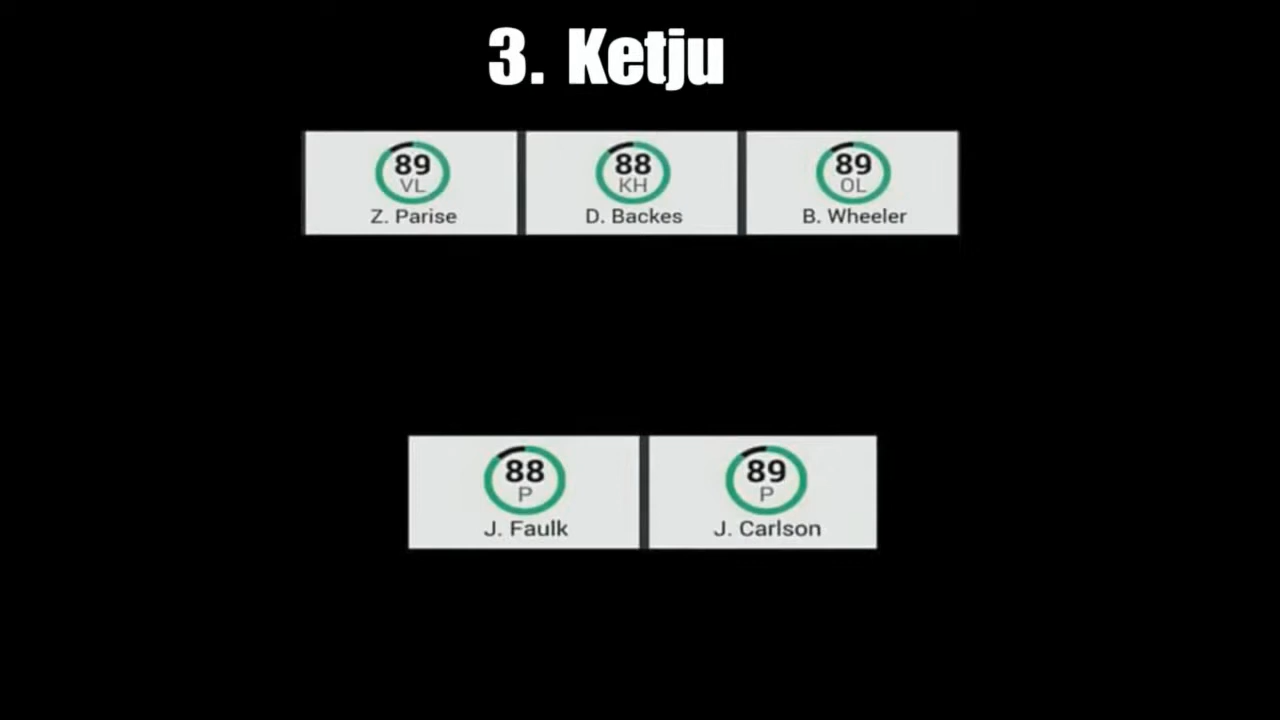 3. Ketju
89 88 89
VL KH OL
Z. Parise D. Backes B. Wheeler
88 89
P P
J. Faulk J. Carlson